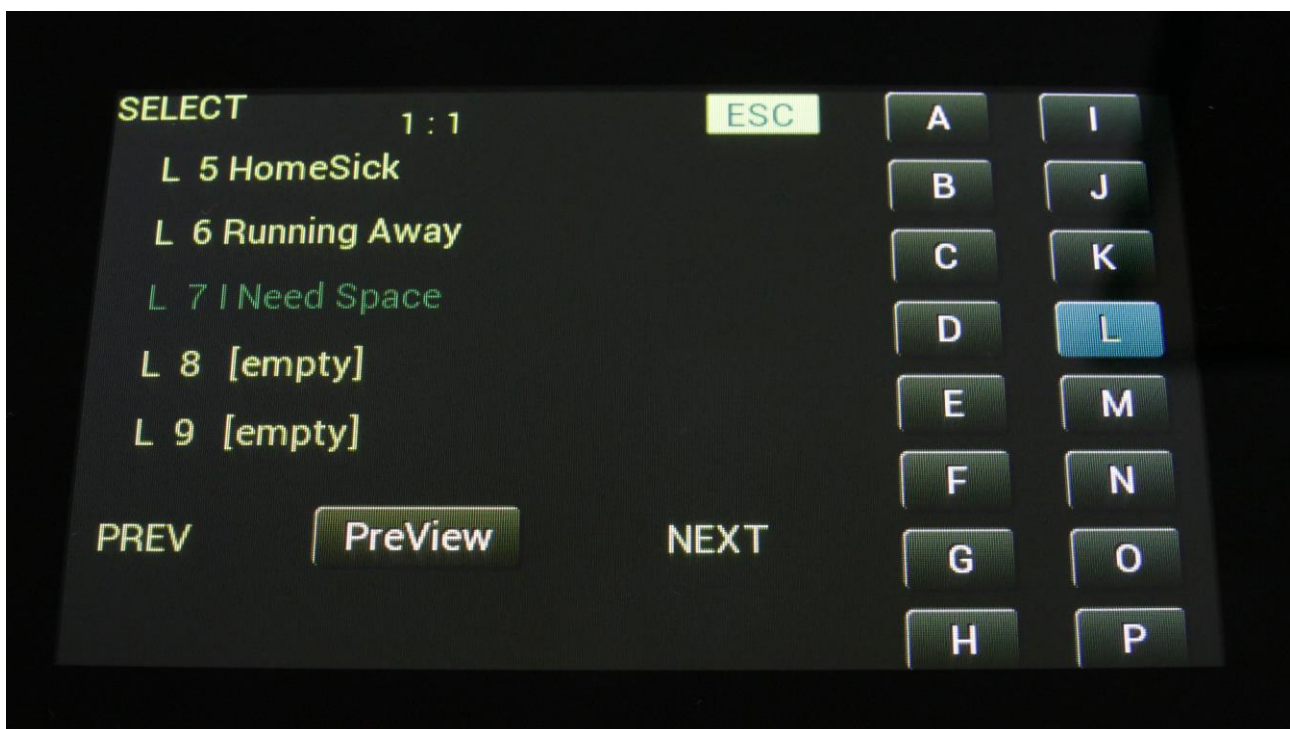 SELECT 1 : 1 ESC
L 5 HomeSick
L 6 Running Away
L 7 I Need Space
L 8 [empty]
L 9 [empty]
PREV PreView NEXT
A I
B J
C K
D L
E M
F N
G O
H P